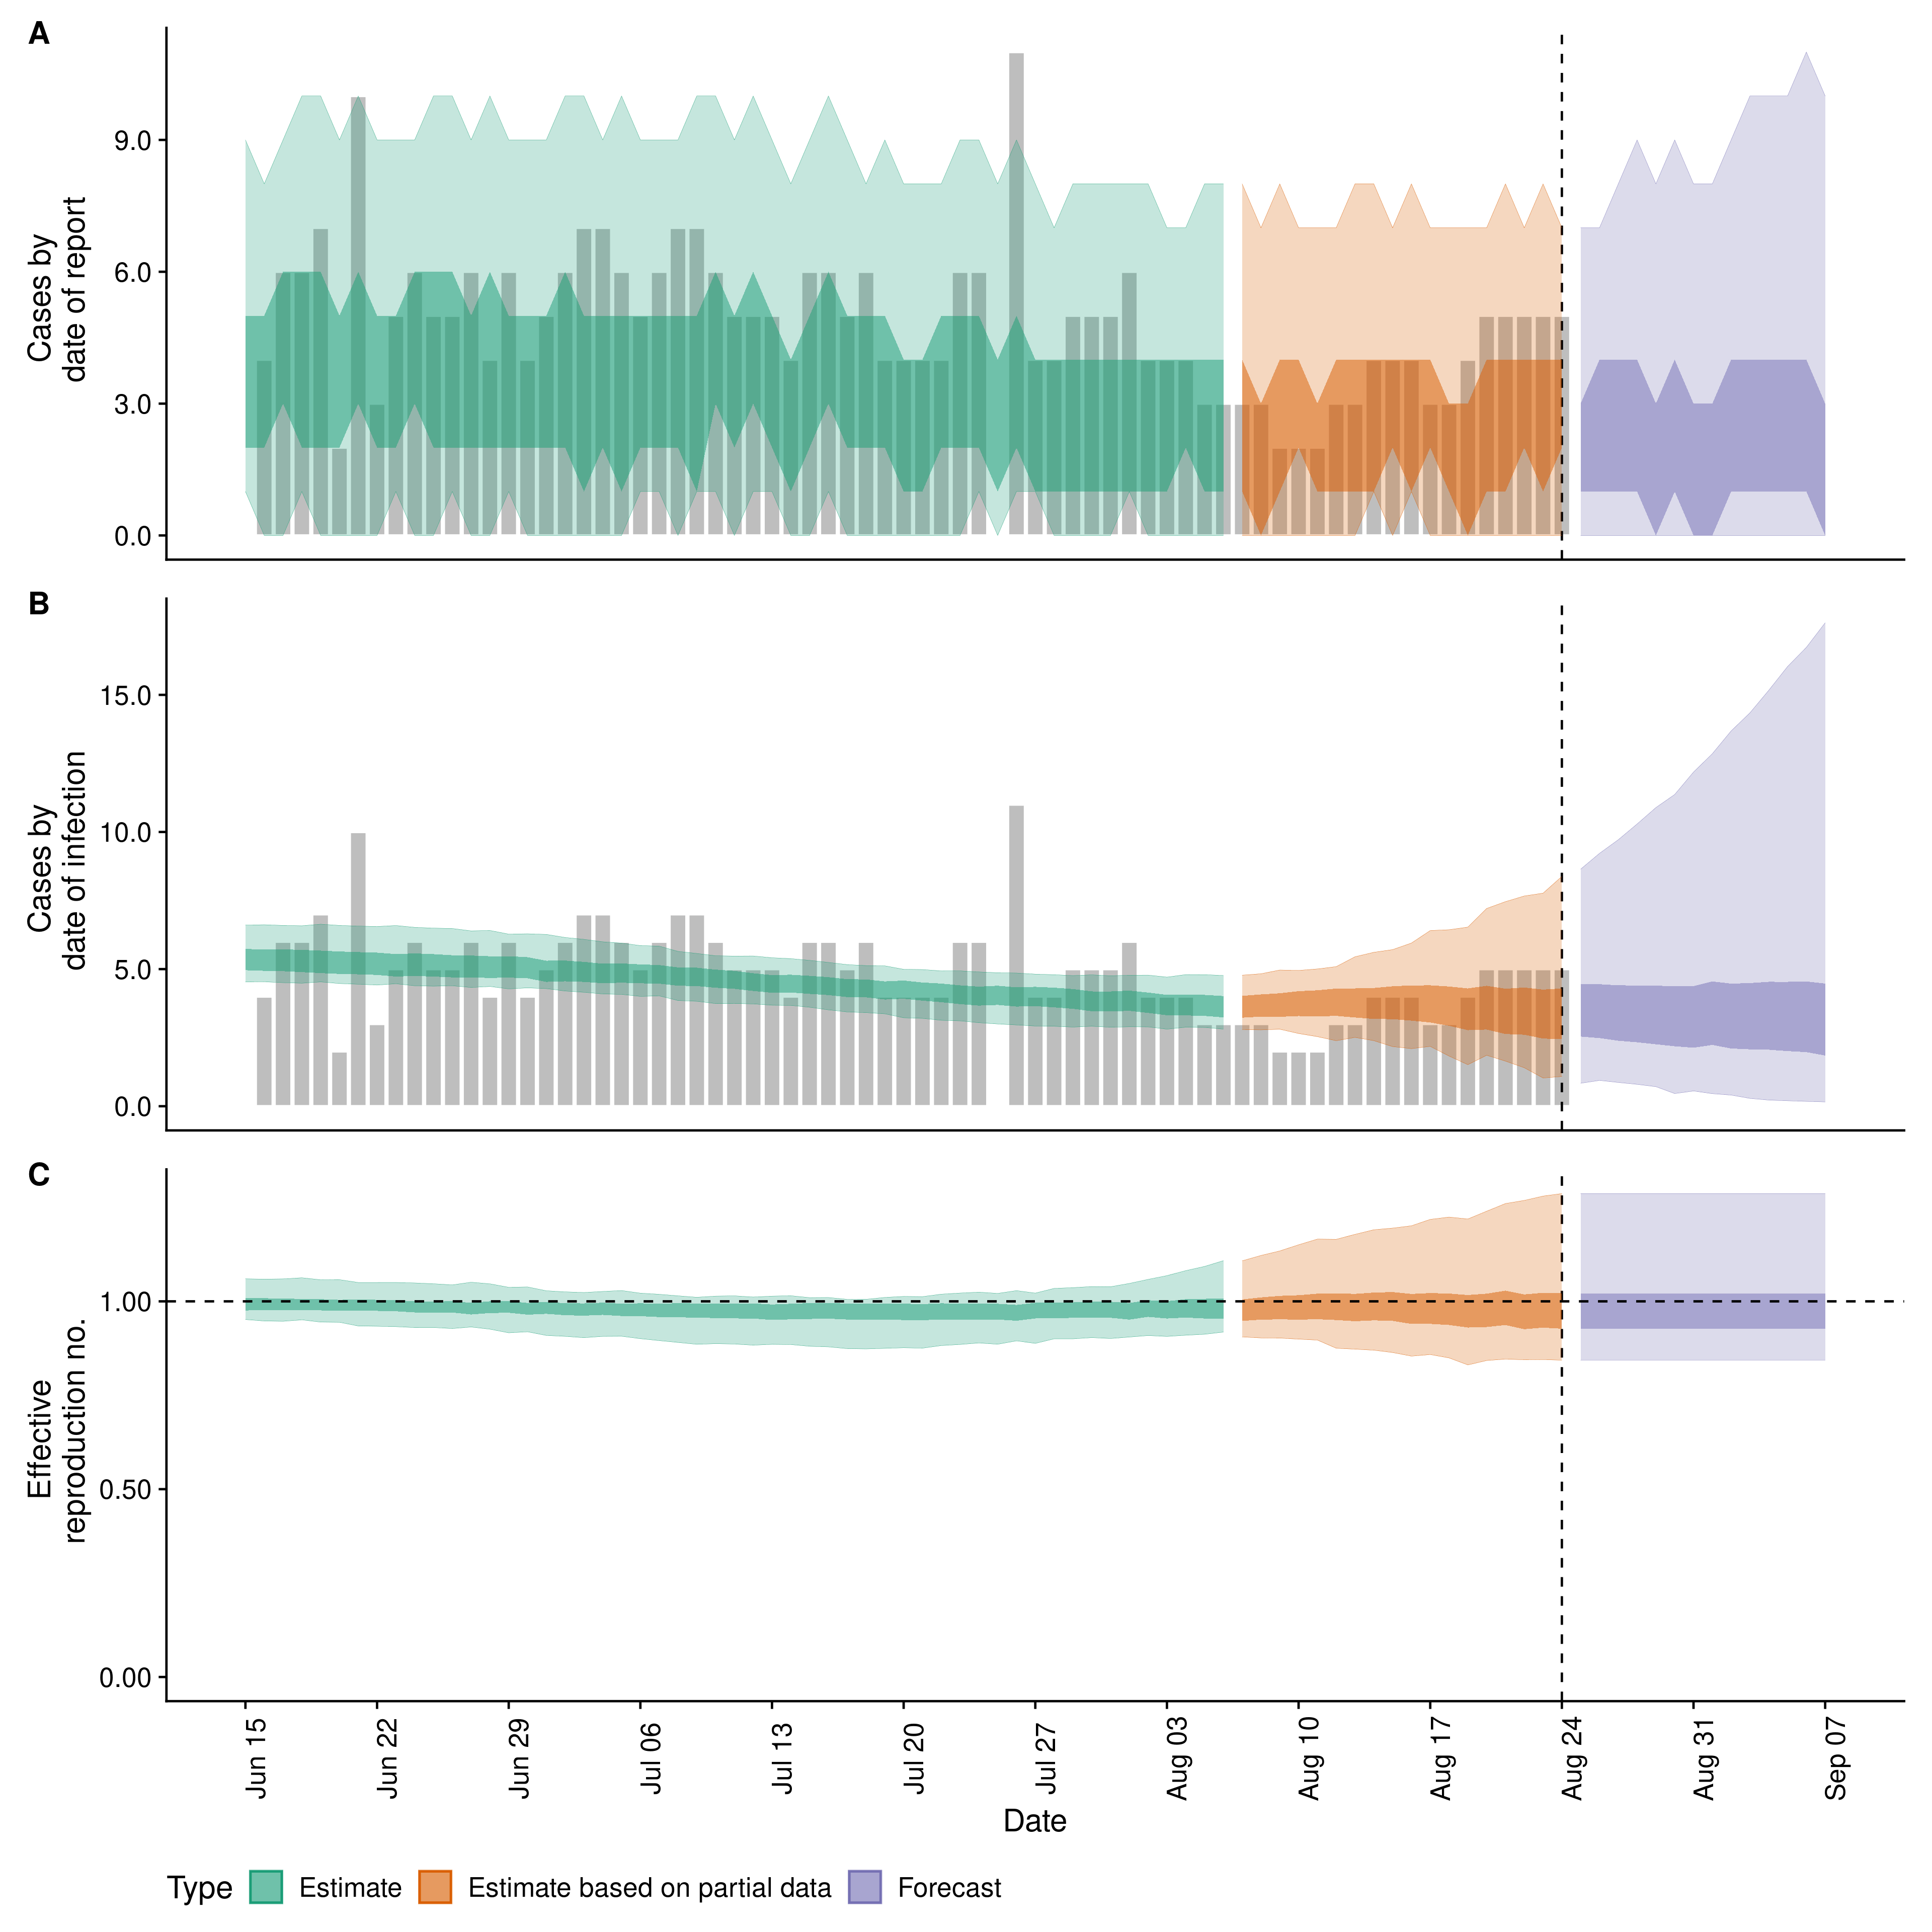 A
9.0
6.0
3.0
0.0
Cases by
date of report
B
15.0
10.0
5.0
0.0
Cases by
date of infection
C
1.00
0.50
0.00
Effective
reproduction no.
Jun 15
Jun 22
Jun 29
Jul 06
Jul 13
Jul 20
Jul 27
Aug 03
Aug 10
Aug 17
Aug 24
Aug 31
Sep 07
Date
Type Estimate Estimate based on partial data Forecast